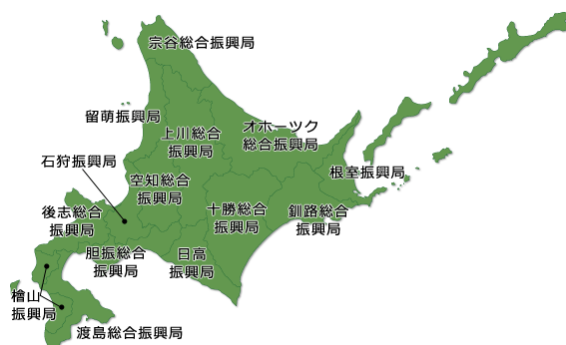 宗谷総合振興局
留萌振興局
上川総合
振興局
オホーツク
総合振興局
石狩振興局
空知総合
振興局
根室振興局
後志総合
振興局
十勝総合
振興局
釧路総合
振興局
胆振総合
振興局
日高
振興局
檜山
振興局
渡島総合振興局